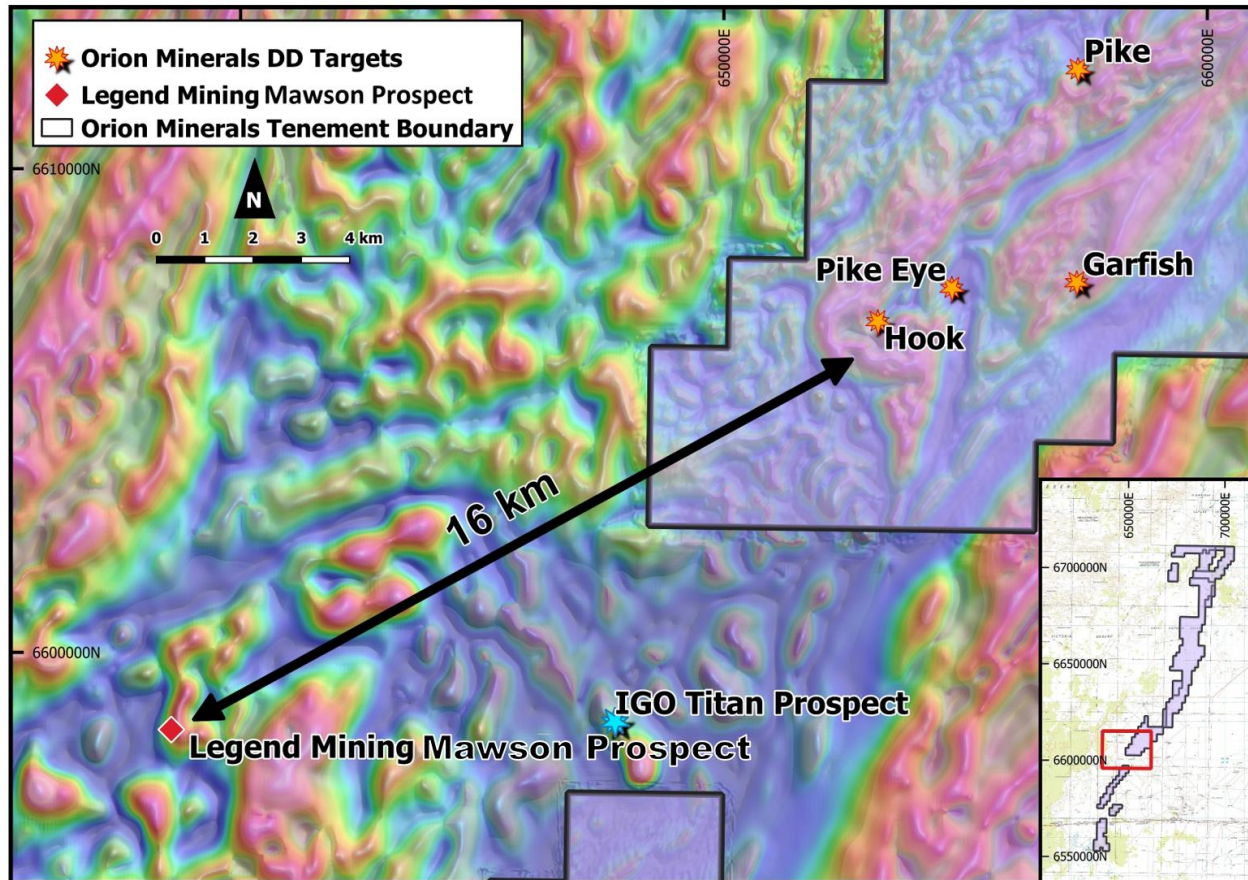 Orion Minerals DD Targets
Legend Mining Mawson Prospect
Orion Minerals Tenement Boundary
650000E
660000E
Pike
6610000N
N
0 1 2 3 4 km
Pike Eye
Garfish
Hook
16 km
6600000N
IGO Titan Prospect
Legend Mining Mawson Prospect
650000E
700000E
6700000N
6650000N
6600000N
6550000N